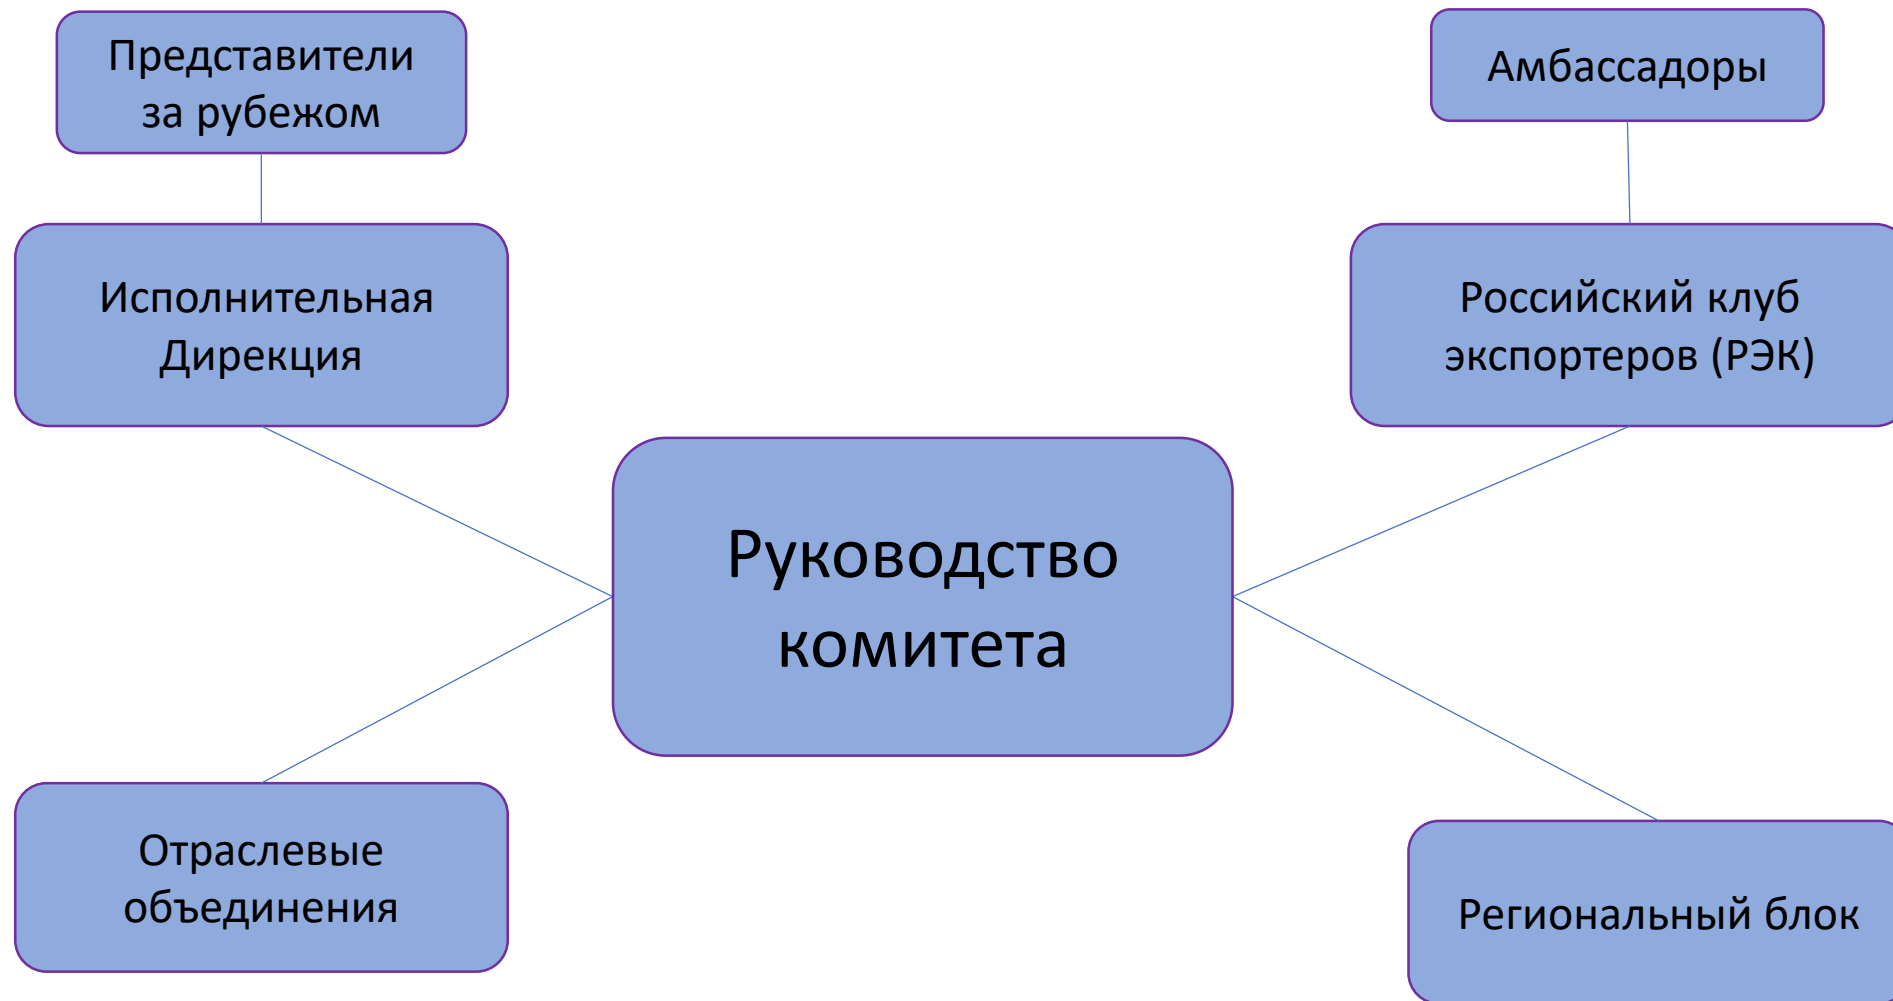 Представители
за рубежом
Амбассадоры
Исполнительная
Дирекция
Российский клуб
экспортеров (РЭК)
Руководство
комитета
Отраслевые
объединения
Региональный блок